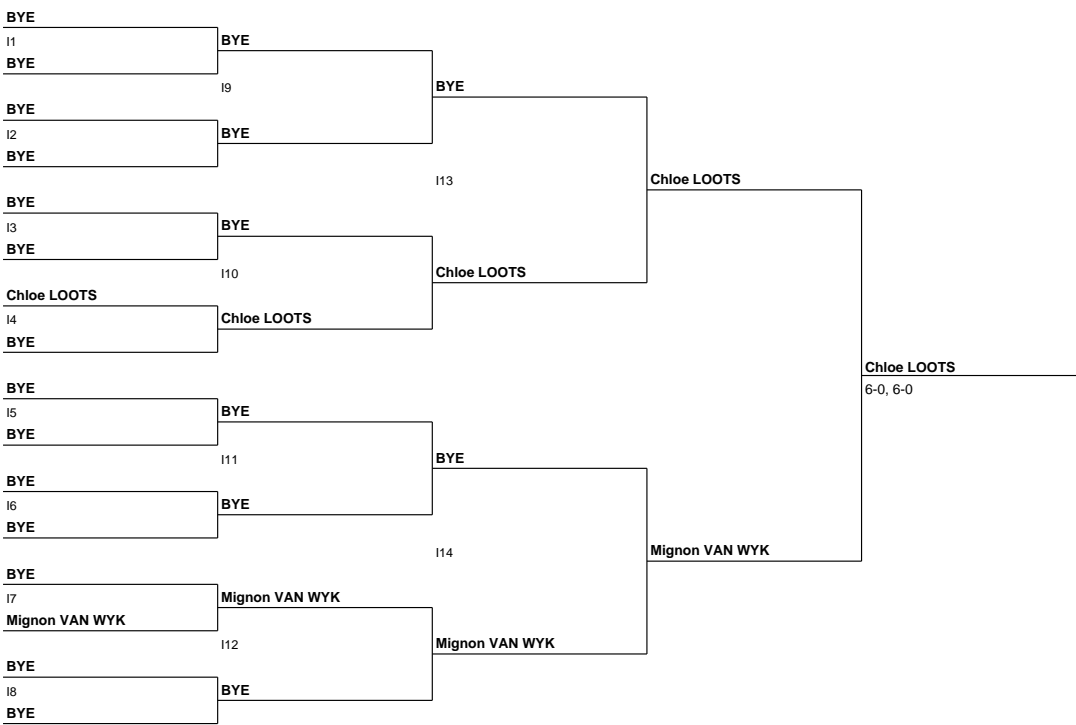 BYE
I1
BYE
BYE
I9
BYE
BYE
I2
BYE
BYE
I13
Chloe LOOTS
BYE
I3
BYE
BYE
I10
Chloe LOOTS
Chloe LOOTS
I4
Chloe LOOTS
BYE
Chloe LOOTS
6-0, 6-0
BYE
I5
BYE
BYE
I11
BYE
BYE
I6
BYE
BYE
I14
Mignon VAN WYK
BYE
I7
Mignon VAN WYK
Mignon VAN WYK
I12
Mignon VAN WYK
BYE
I8
BYE
BYE